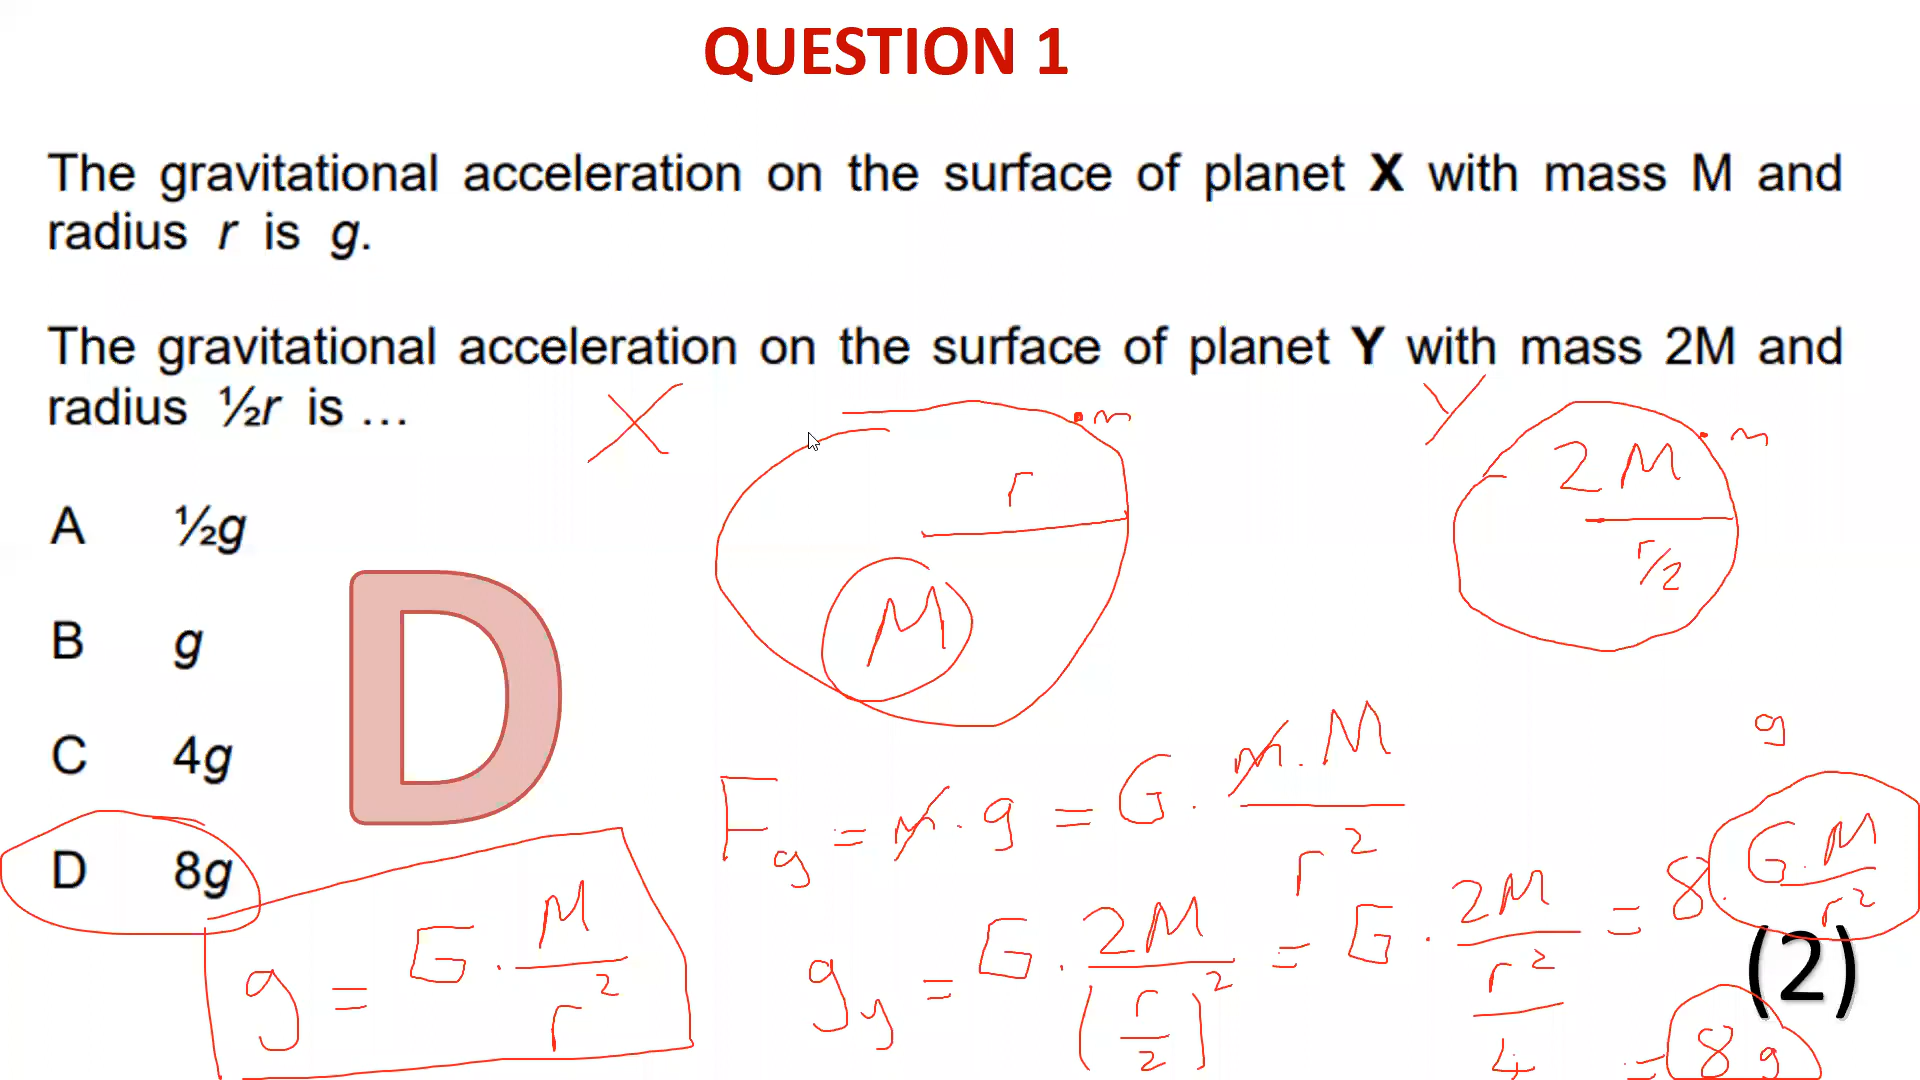 QUESTION 1
The gravitational acceleration on the surface of planet X with mass M and
radius r is g.
The gravitational acceleration on the surface of planet Y with mass 2M and
radius ½r is ...
A ½g
B g
C 4g
D 8g
D
(2)
X
r
M
m
Y
2M
r/2
m
F_g = m · g = G · m · M / r²
g = G · M / r²
g
g_y = G · 2M / (r/2)² = G · 2M / r²/4 = 8 · G · M / r²
= 8g